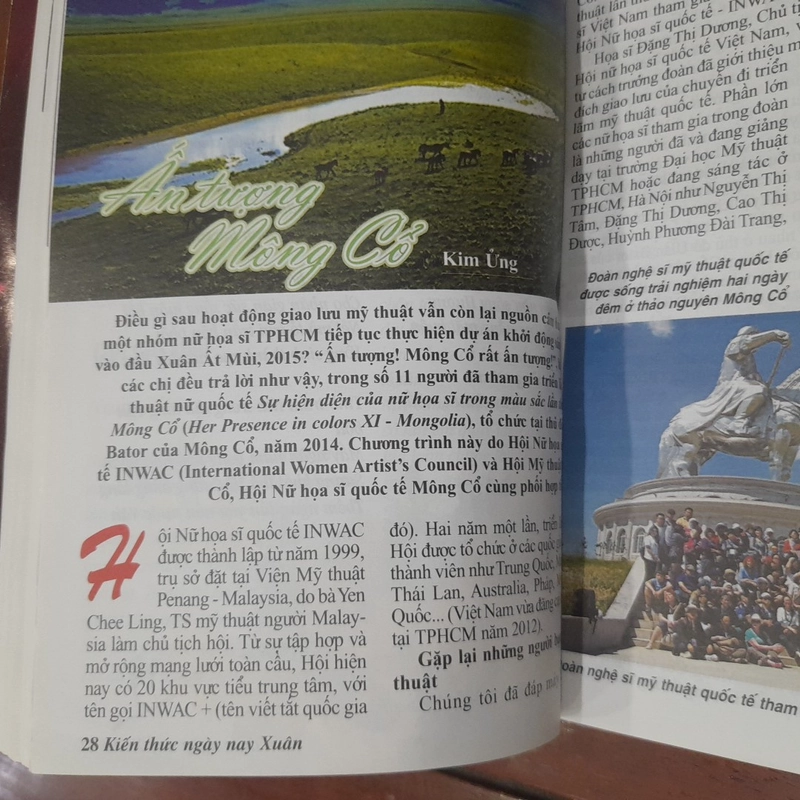 Ấn tượng
Mông Cổ
Kim Ửng
Điều gì sau hoạt động giao lưu mỹ thuật vẫn còn lại nguồn
một nhóm nữ họa sĩ TPHCM tiếp tục thực hiện dự án khởi động
vào đầu Xuân Ất Mùi, 2015? “Ấn tượng! Mông Cổ rất ấn tượng!”
các chị đều trả lời như vậy, trong số 11 người đã tham gia triển
thuật nữ quốc tế Sự hiện diện của nữ họa sĩ trong màu sắc lần
Mông Cổ (Her Presence in colors XI - Mongolia), tổ chức tại thủ
Bator của Mông Cổ, năm 2014. Chương trình này do Hội Nữ họa
tế INWAC (International Women Artist’s Council) và Hội Mỹ
Cổ, Hội Nữ họa sĩ quốc tế Mông Cổ cùng phối hợp
Hội Nữ họa sĩ quốc tế INWAC
được thành lập từ năm 1999,
trụ sở đặt tại Viện Mỹ thuật
Penang - Malaysia, do bà Yen
Chee Ling, TS mỹ thuật người Malay-
sia làm chủ tịch hội. Từ sự tập hợp và
mở rộng mạng lưới toàn cầu, Hội hiện
nay có 20 khu vực tiểu trung tâm, với
tên gọi INWAC + (tên viết tắt quốc gia
đó). Hai năm một lần, triển
Hội được tổ chức ở các quốc
thành viên như Trung Quốc,
Thái Lan, Australia, Pháp,
Quốc... (Việt Nam vừa đăng
tại TPHCM năm 2012).
Gặp lại những người
thuật
Chúng tôi đã đáp
28 Kiến thức ngày nay Xuân
thuật lần
sĩ Việt Nam tham gia
Hội Nữ họa sĩ quốc tế - INWAC
Họa sĩ Đặng Thị Dương, Chủ
Hội nữ họa sĩ quốc tế Việt Nam,
tư cách trưởng đoàn đã giới thiệu
đích giao lưu của chuyến đi triển
lãm mỹ thuật quốc tế. Phần lớn
các nữ họa sĩ tham gia trong đoàn
là những người đã và đang giảng
dạy tại trường Đại học Mỹ thuật
TPHCM hoặc đang sáng tác ở
TPHCM, Hà Nội như Nguyễn Thị
Tâm, Đặng Thị Dương, Cao Thị
Được, Huỳnh Phương Đài Trang,
Đoàn nghệ sĩ mỹ thuật quốc tế
được sống trải nghiệm hai ngày
đêm ở thảo nguyên Mông Cổ
nghệ sĩ mỹ thuật quốc tế tham